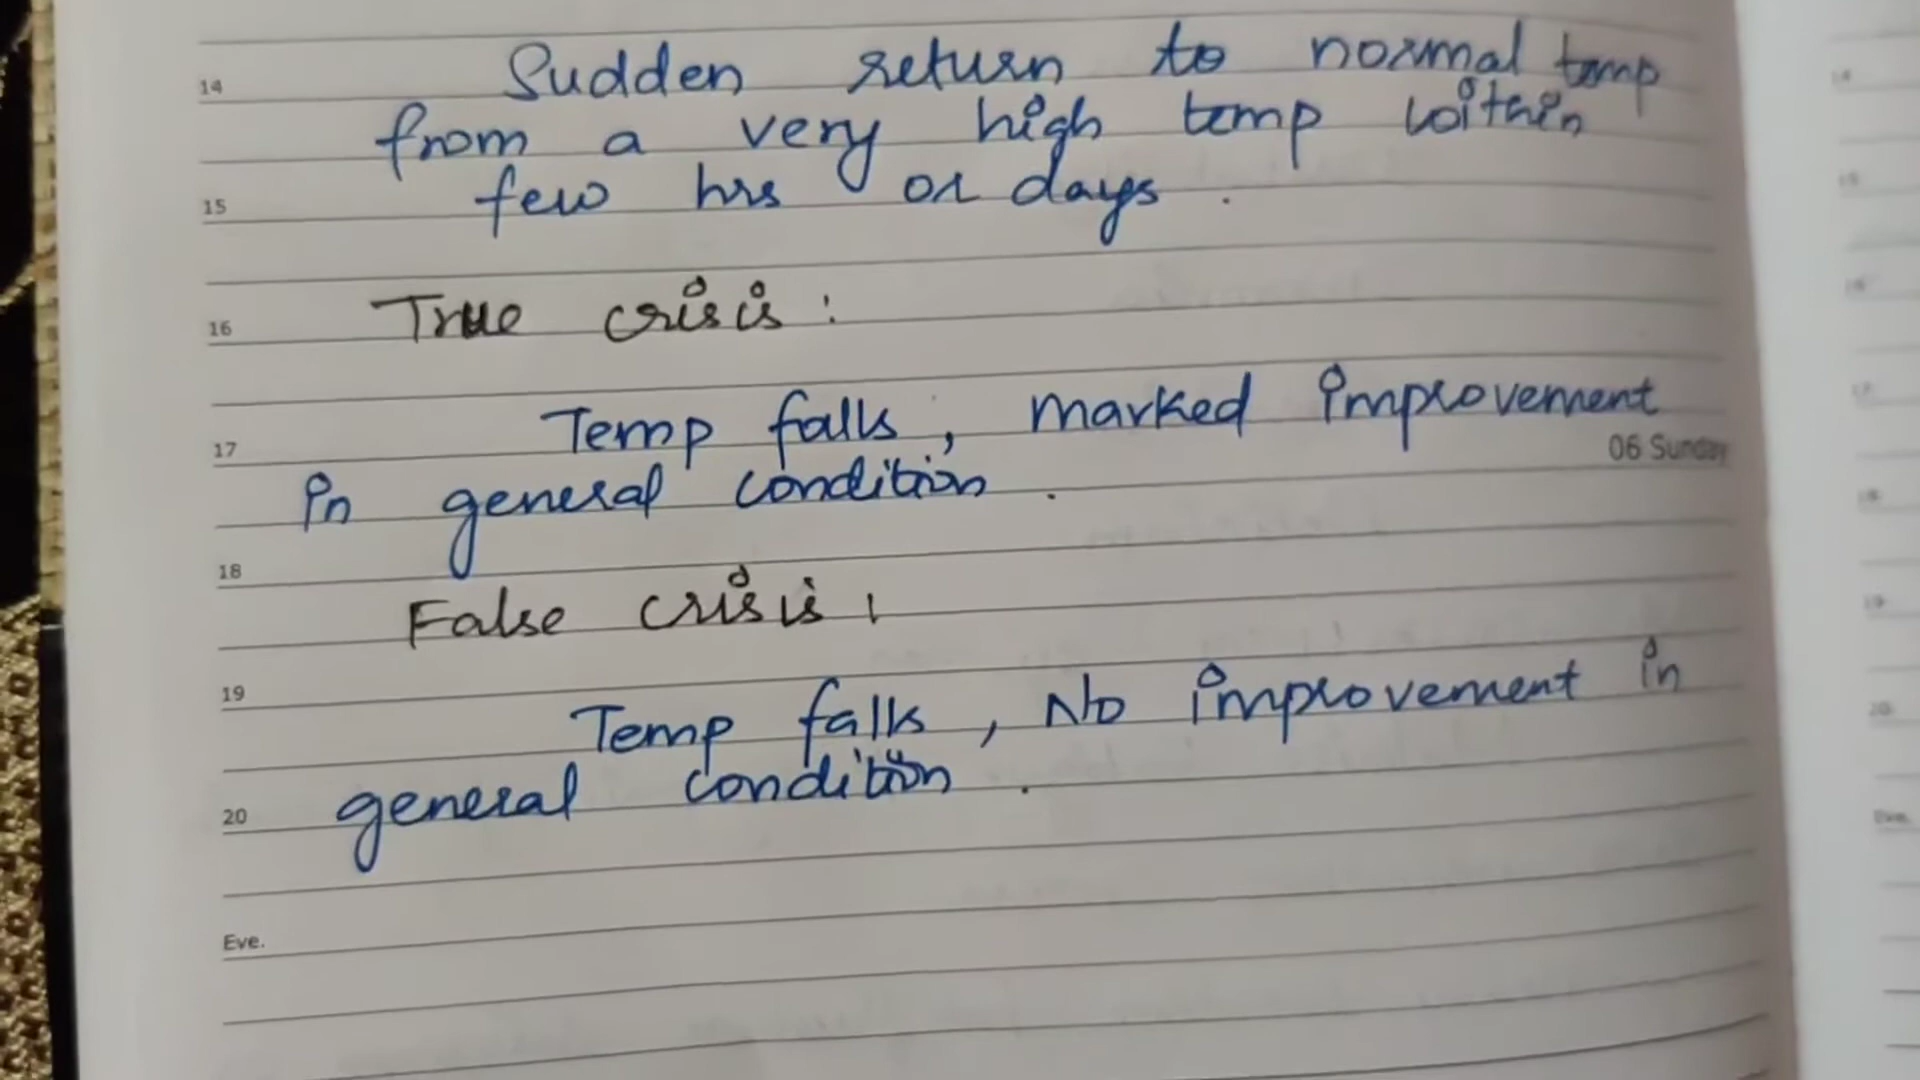 14
Sudden return to normal temp
from a very high temp within
15
few hrs or days .
16
True crisis :
17
Temp falls , marked improvement
06 Sunday
in general condition .
18
False crisis :
19
Temp falls , No improvement in
20
general condition .
Eve.